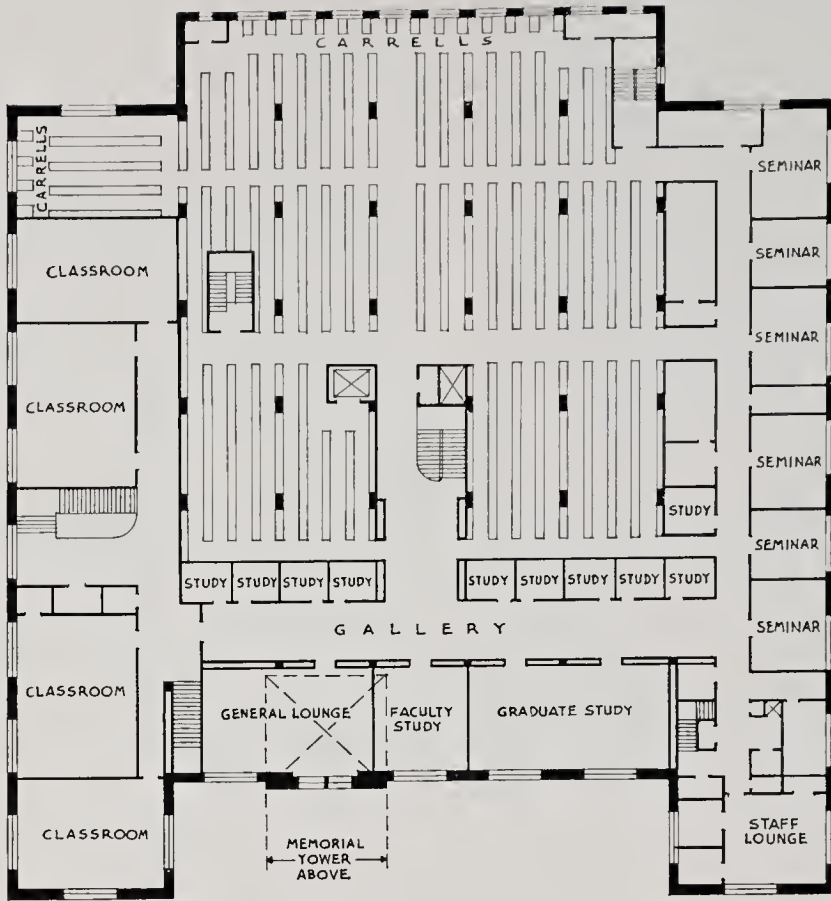 CARRELLS
CARRELLS
SEMINAR
CLASSROOM
SEMINAR
SEMINAR
CLASSROOM
SEMINAR
STUDY
SEMINAR
STUDY STUDY STUDY STUDY STUDY STUDY STUDY STUDY STUDY
GALLERY
SEMINAR
CLASSROOM
GENERAL LOUNGE
FACULTY
STUDY
GRADUATE STUDY
CLASSROOM
STAFF
LOUNGE
MEMORIAL
TOWER
ABOVE